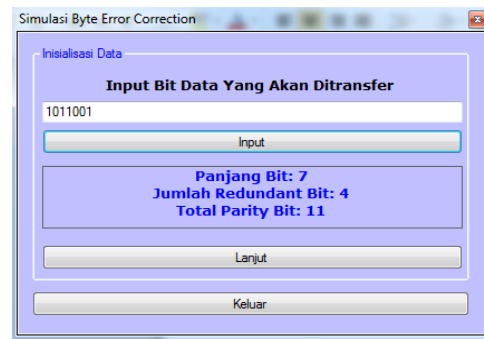 Simulasi Byte Error Correction
Inisialisasi Data
Input Bit Data Yang Akan Ditransfer
1011001
Input
Panjang Bit: 7
Jumlah Redundant Bit: 4
Total Parity Bit: 11
Lanjut
Keluar